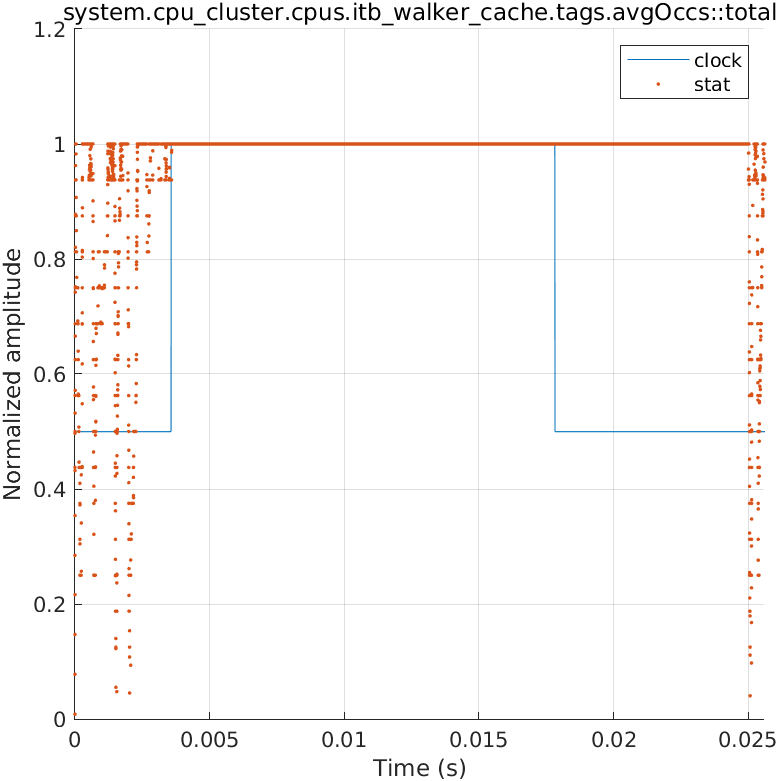 system.cpu_cluster.cpus.itb_walker_cache.tags.avgOccs::total
clock
stat
1.2
1
0.8
0.6
0.4
0.2
0
Normalized amplitude
0
0.005
0.01
0.015
0.02
0.025
Time (s)